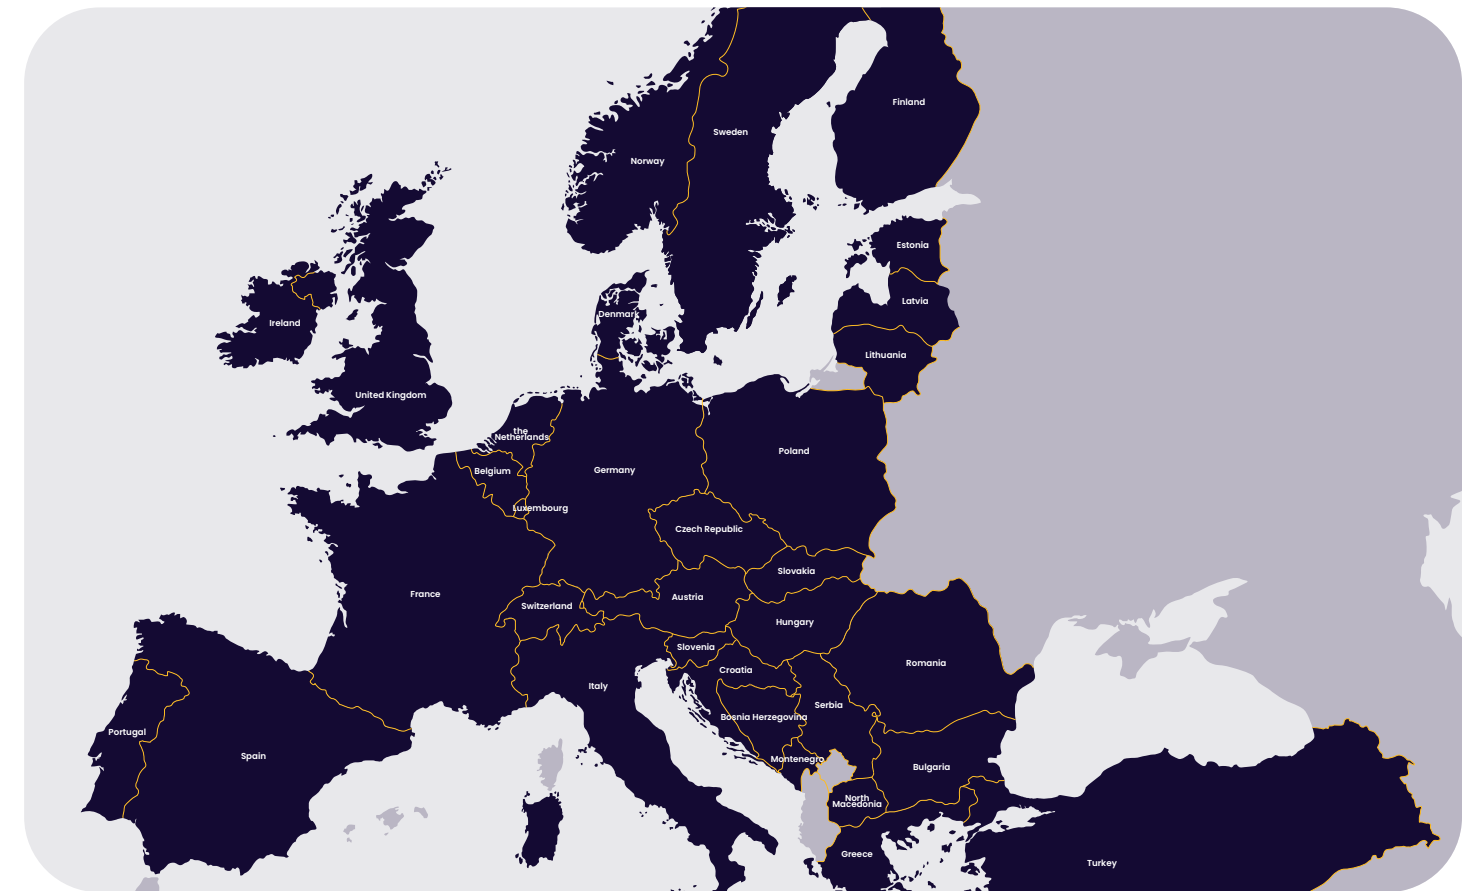 Finland
Sweden
Norway
Estonia
Latvia
Denmark
Ireland
Lithuania
United Kingdom
the
Netherlands
Poland
Germany
Belgium
Luxembourg
Czech Republic
Slovakia
France
Austria
Switzerland
Hungary
Slovenia
Romania
Croatia
Italy
Serbia
Bosnia Herzegovina
Portugal
Spain
Montenegro
Bulgaria
North
Macedonia
Greece
Turkey